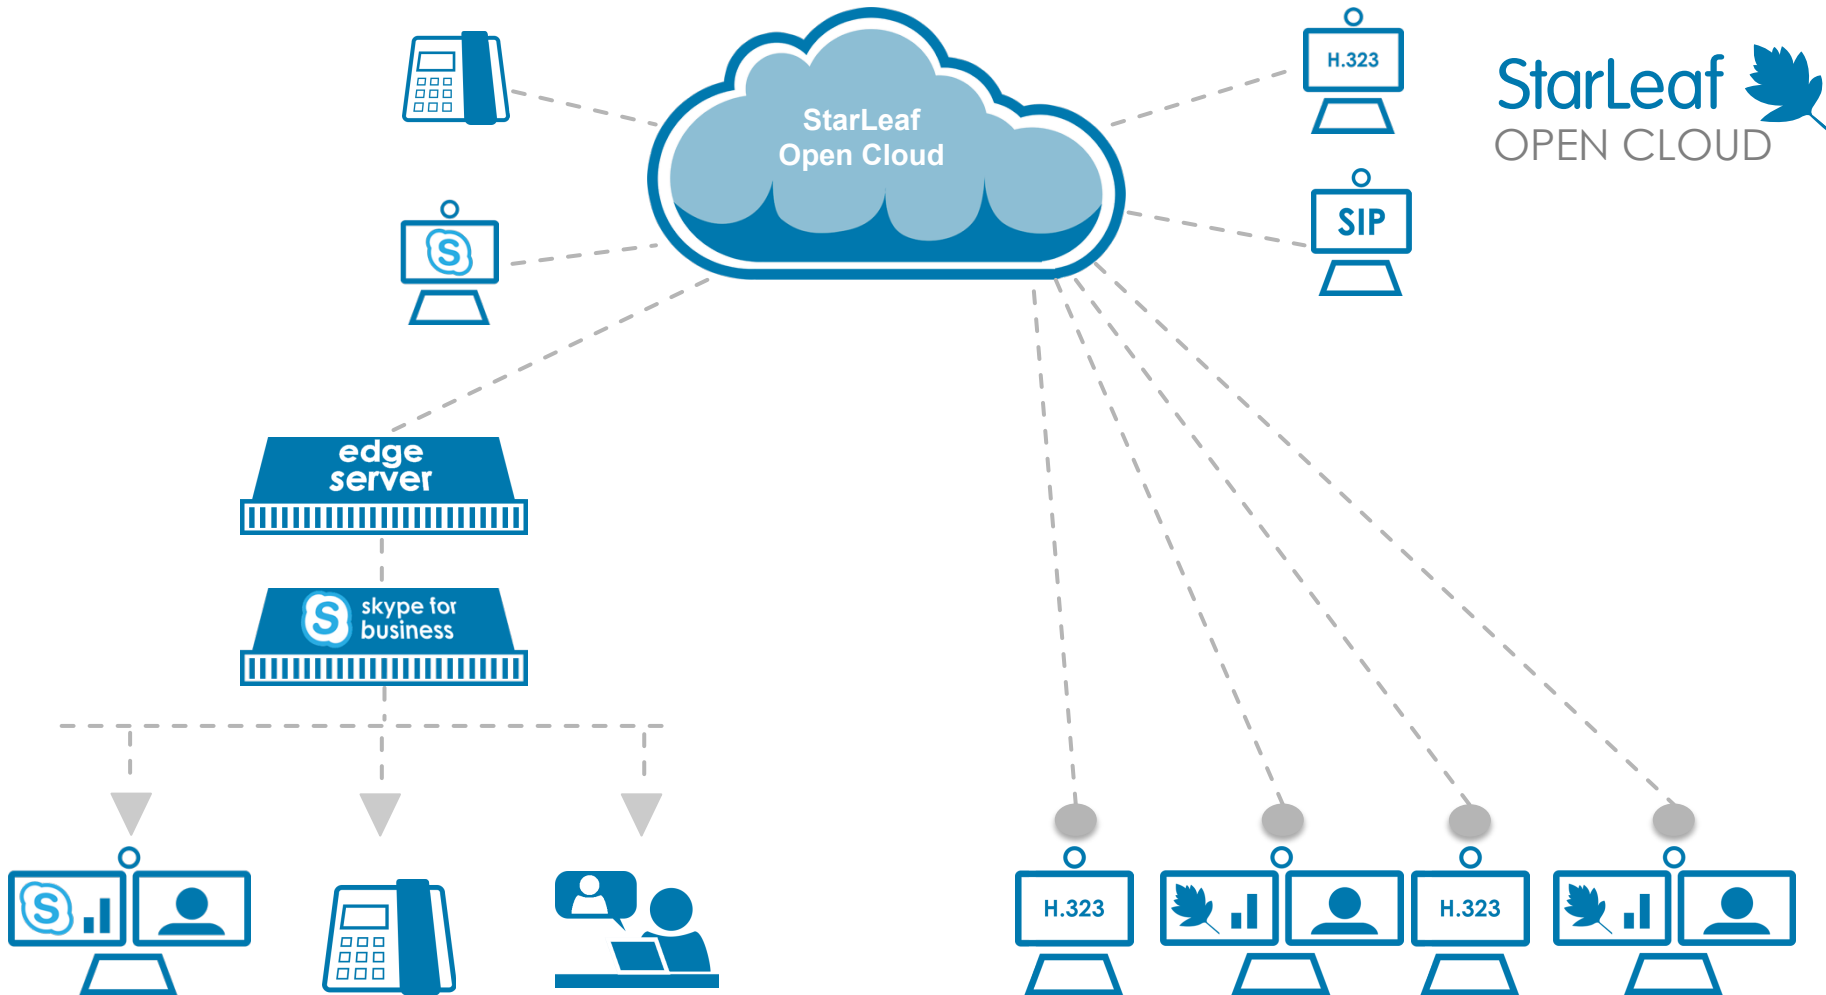 StarLeaf
Open Cloud
H.323
StarLeaf
OPEN CLOUD
SIP
S
edge
server
S
skype for
business
S
H.323
H.323